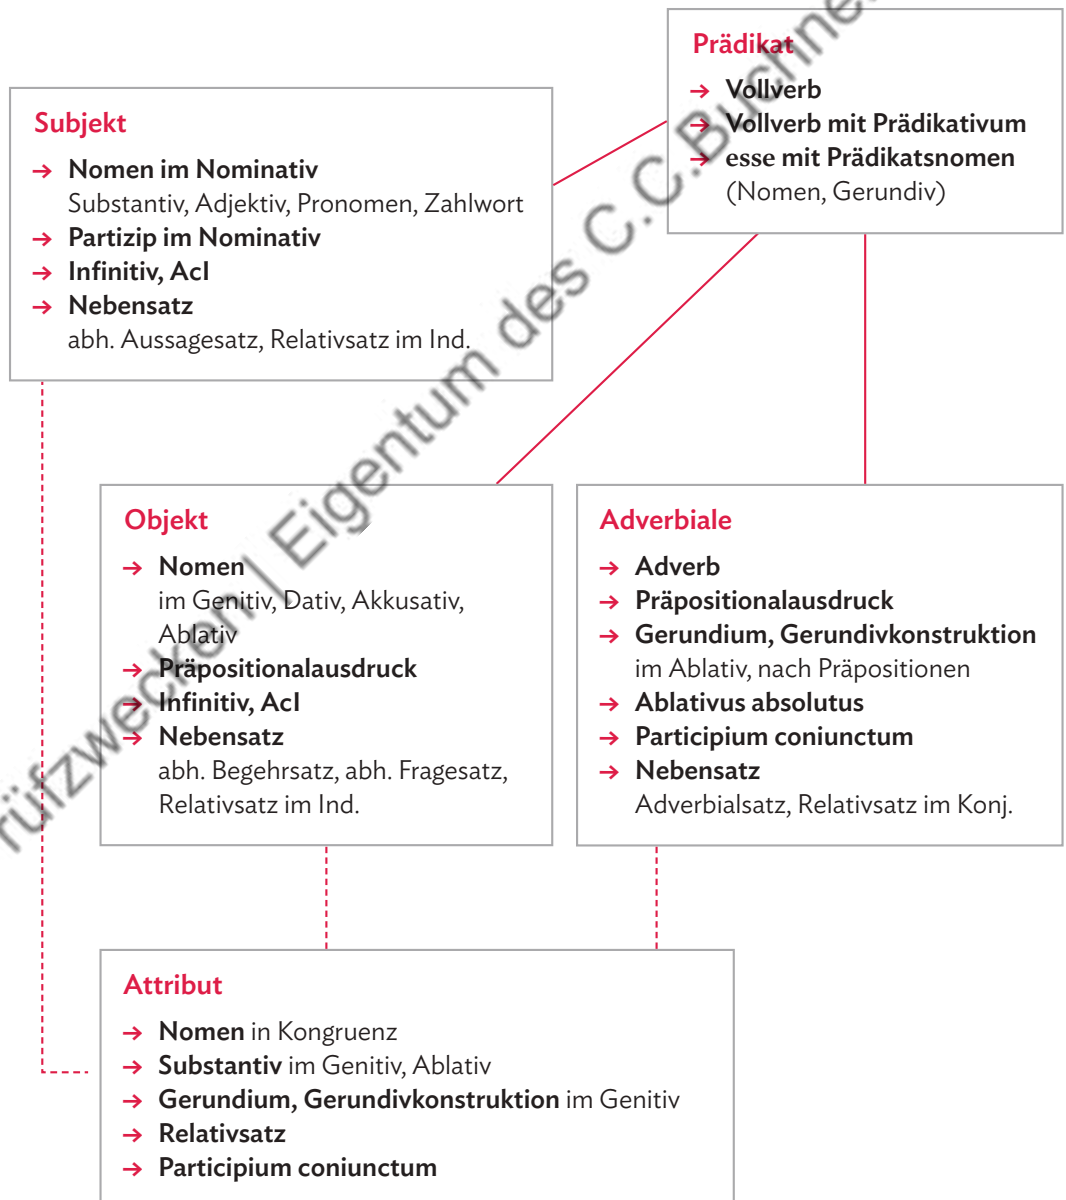 Prädikat
→ Vollverb
→ Vollverb mit Prädikativum
→ esse mit Prädikatsnomen
(Nomen, Gerundiv)
Subjekt
→ Nomen im Nominativ
Substantiv, Adjektiv, Pronomen, Zahlwort
→ Partizip im Nominativ
→ Infinitiv, AcI
→ Nebensatz
abh. Aussagesatz, Relativsatz im Ind.
Objekt
→ Nomen
im Genitiv, Dativ, Akkusativ,
Ablativ
→ Präpositionalausdruck
→ Infinitiv, AcI
→ Nebensatz
abh. Begehrsatz, abh. Fragesatz,
Relativsatz im Ind.
Adverbiale
→ Adverb
→ Präpositionalausdruck
→ Gerundium, Gerundivkonstruktion
im Ablativ, nach Präpositionen
→ Ablativus absolutus
→ Participium coniunctum
→ Nebensatz
Adverbialsatz, Relativsatz im Konj.
Attribut
→ Nomen in Kongruenz
→ Substantiv im Genitiv, Ablativ
→ Gerundium, Gerundivkonstruktion im Genitiv
→ Relativsatz
→ Participium coniunctum
rüfzwecken | Eigentum des C.C.Buchne